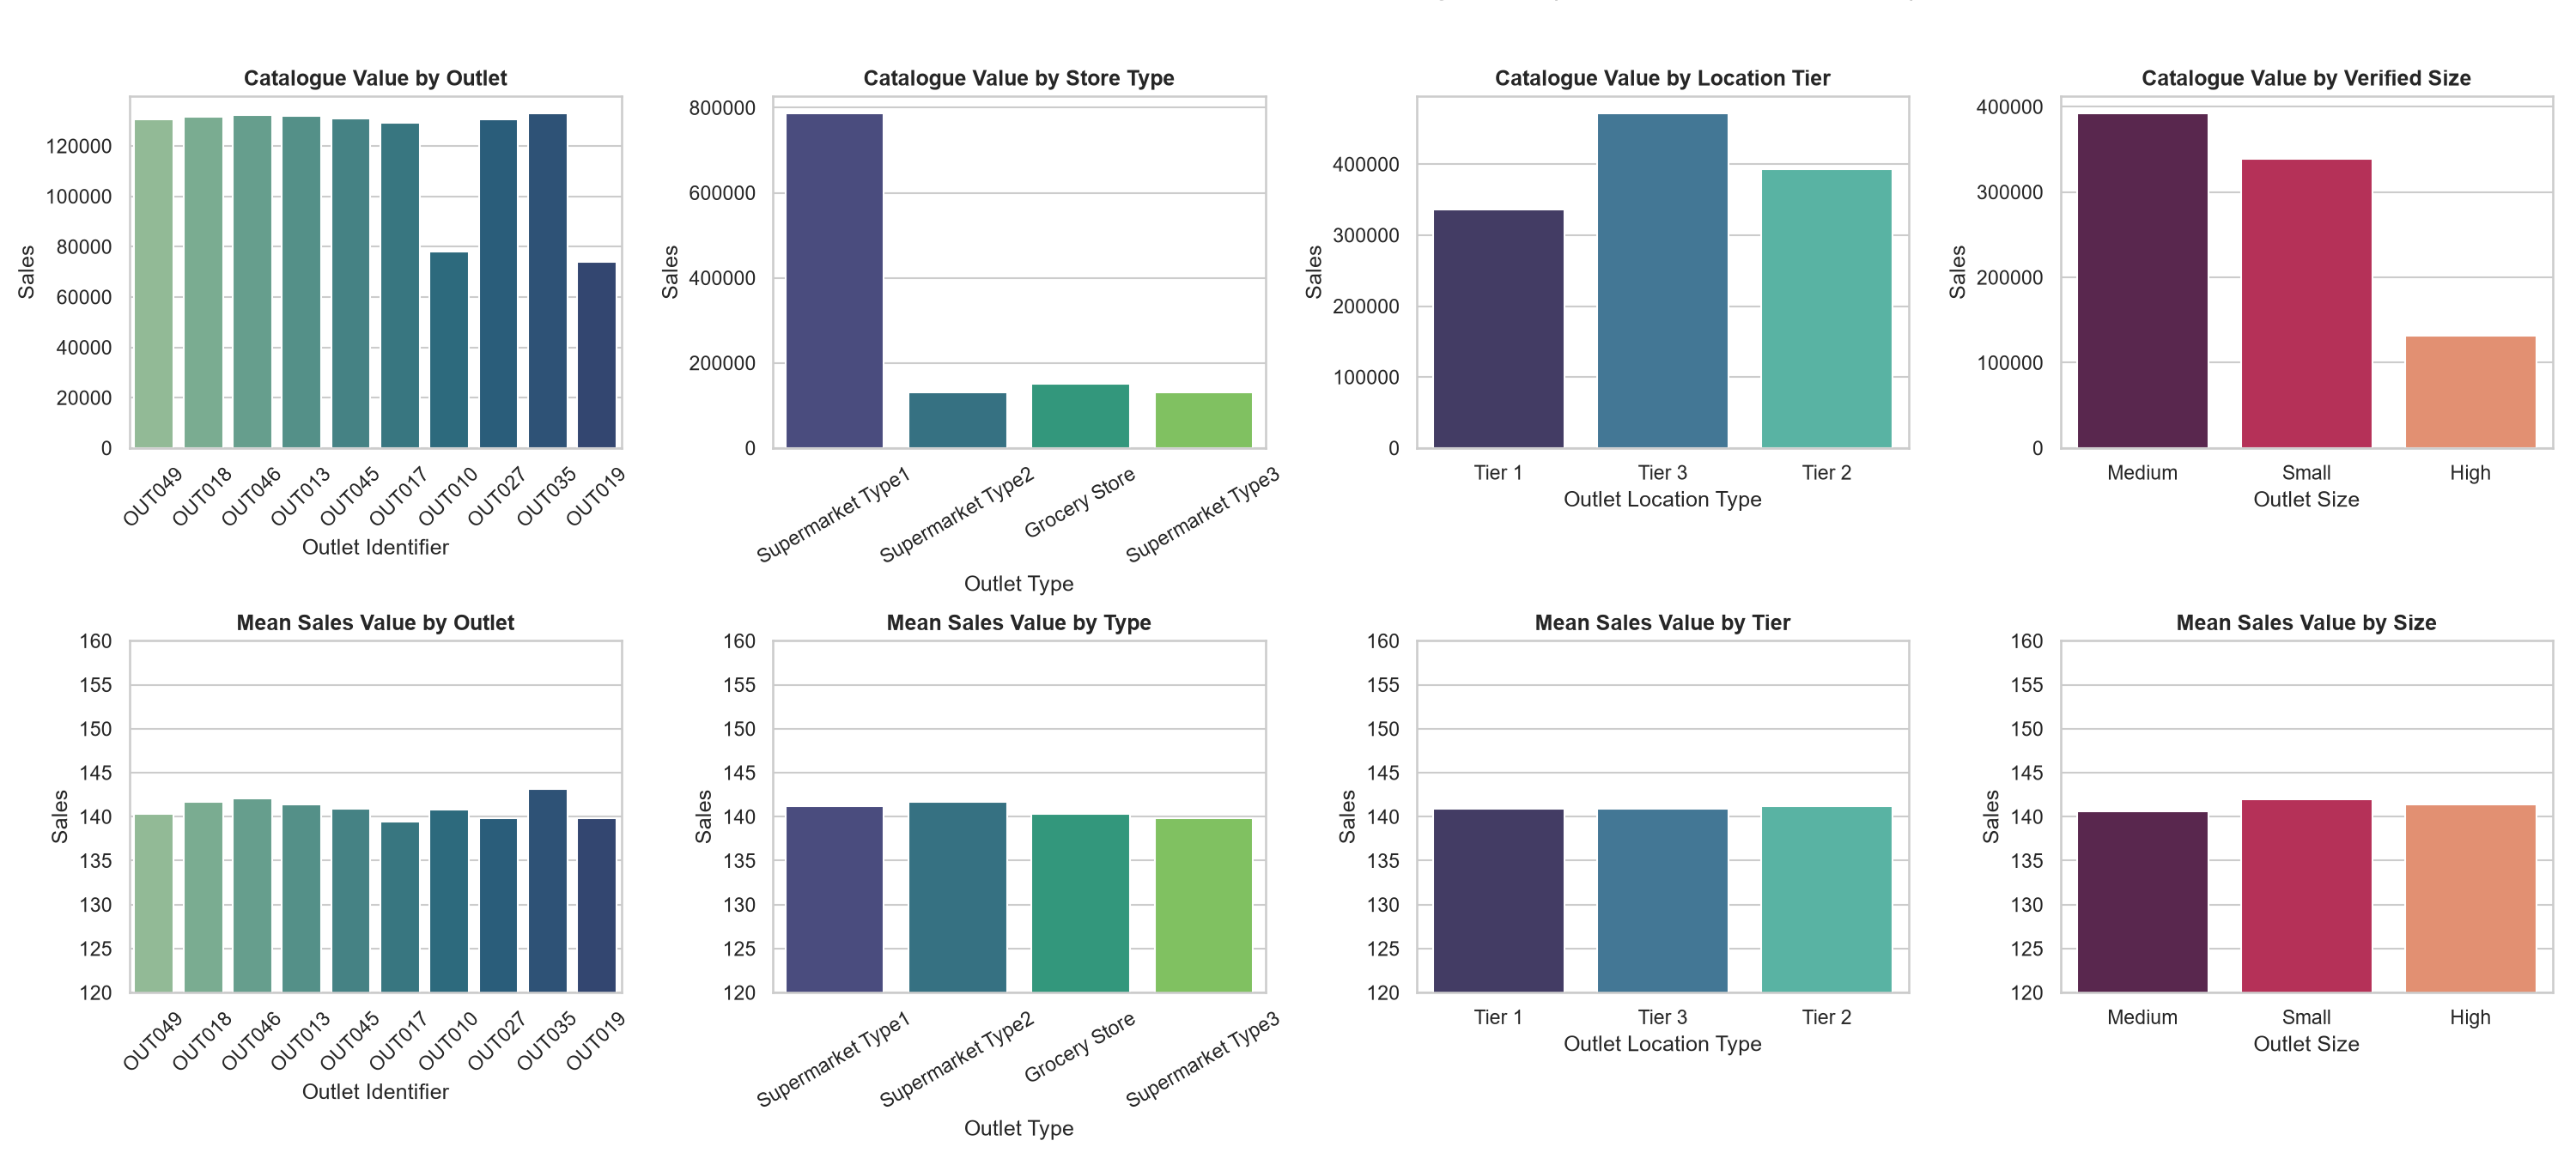 Catalogue Value by Outlet
Sales
120000
100000
80000
60000
40000
20000
0
OUT049 OUT018 OUT046 OUT013 OUT045 OUT017 OUT010 OUT027 OUT035 OUT019
Outlet Identifier
Catalogue Value by Store Type
Sales
800000
600000
400000
200000
0
Supermarket Type1 Supermarket Type2 Grocery Store Supermarket Type3
Outlet Type
Catalogue Value by Location Tier
Sales
400000
300000
200000
100000
0
Tier 1 Tier 3 Tier 2
Outlet Location Type
Catalogue Value by Verified Size
Sales
400000
300000
200000
100000
0
Medium Small High
Outlet Size
Mean Sales Value by Outlet
Sales
160
155
150
145
140
135
130
125
120
OUT049 OUT018 OUT046 OUT013 OUT045 OUT017 OUT010 OUT027 OUT035 OUT019
Outlet Identifier
Mean Sales Value by Type
Sales
160
155
150
145
140
135
130
125
120
Supermarket Type1 Supermarket Type2 Grocery Store Supermarket Type3
Outlet Type
Mean Sales Value by Tier
Sales
160
155
150
145
140
135
130
125
120
Tier 1 Tier 3 Tier 2
Outlet Location Type
Mean Sales Value by Size
Sales
160
155
150
145
140
135
130
125
120
Medium Small High
Outlet Size